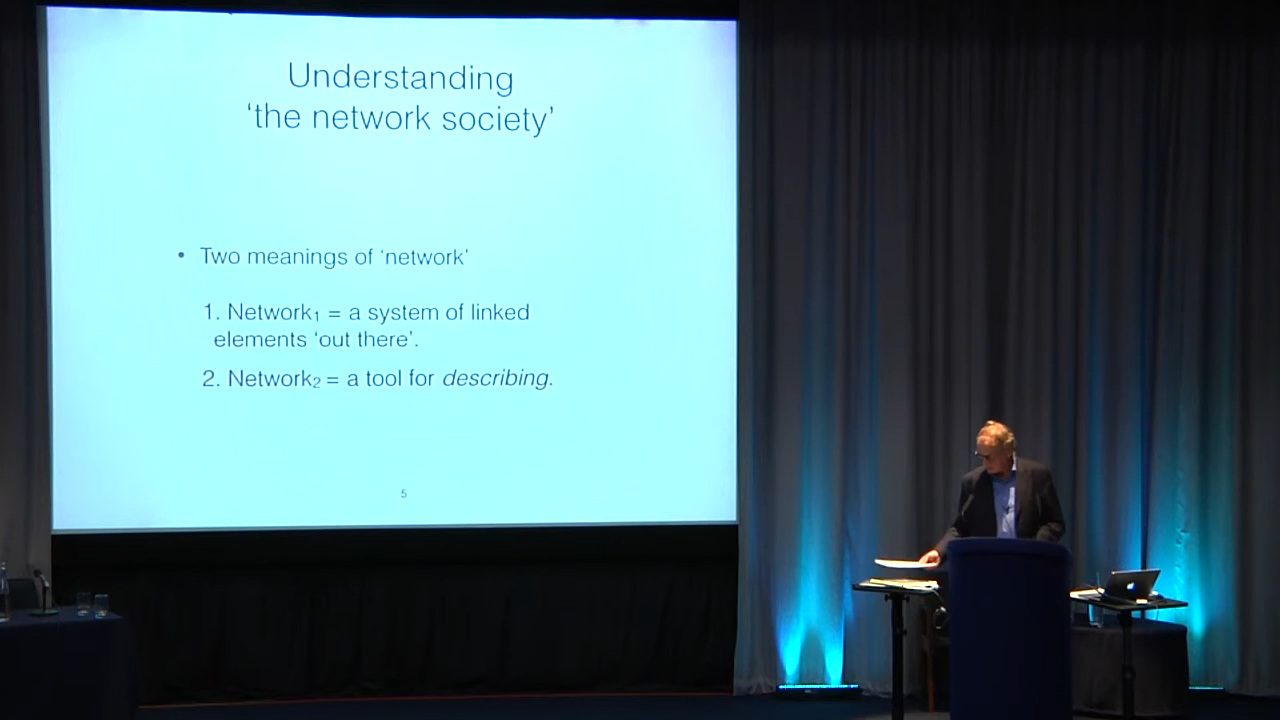 Understanding
‘the network society’
• Two meanings of ‘network’
1. Network₁ = a system of linked
elements ‘out there’.
2. Network₂ = a tool for describing.
5